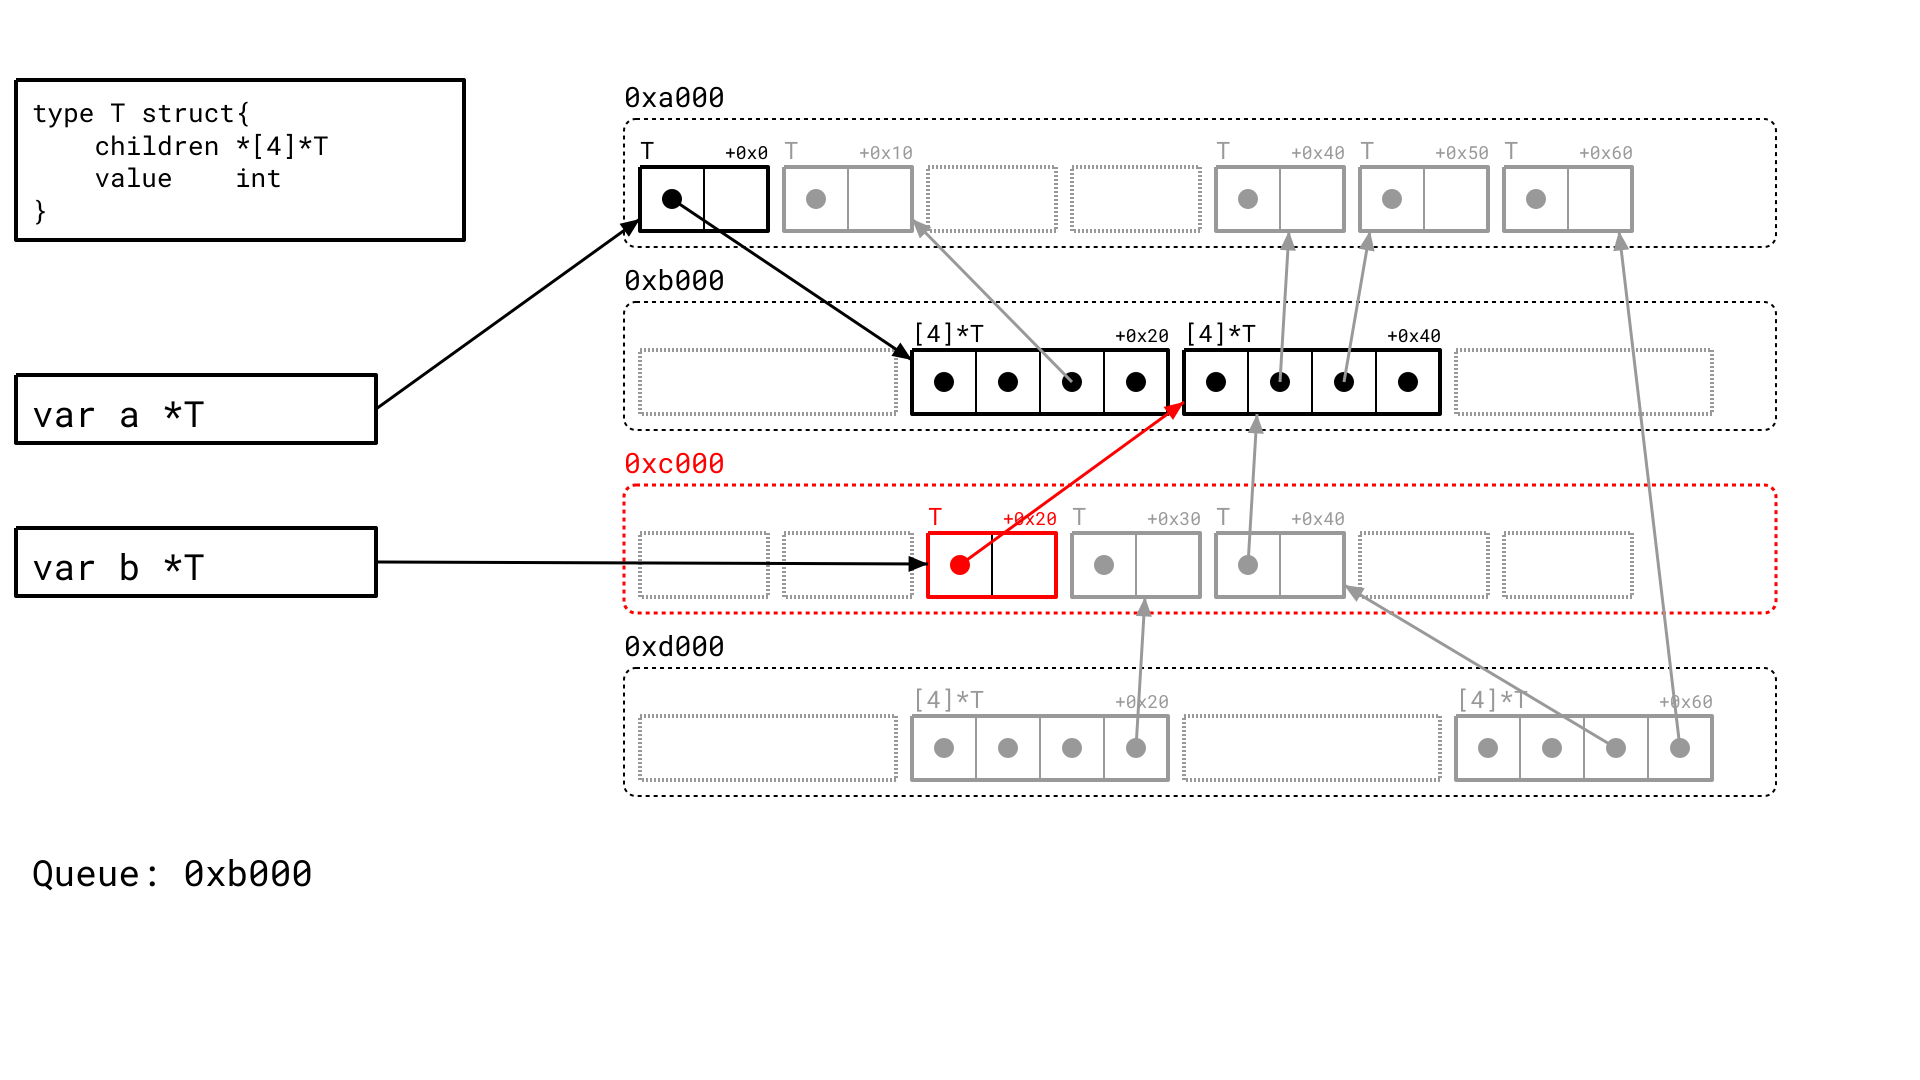 type T struct{
    children *[4]*T
    value    int
}
0xa000
T +0x0 T +0x10 T +0x40 T +0x50 T +0x60
0xb000
[4]*T +0x20 [4]*T +0x40
var a *T
0xc000
T +0x20 T +0x30 T +0x40
var b *T
0xd000
[4]*T +0x20 [4]*T +0x60
Queue: 0xb000